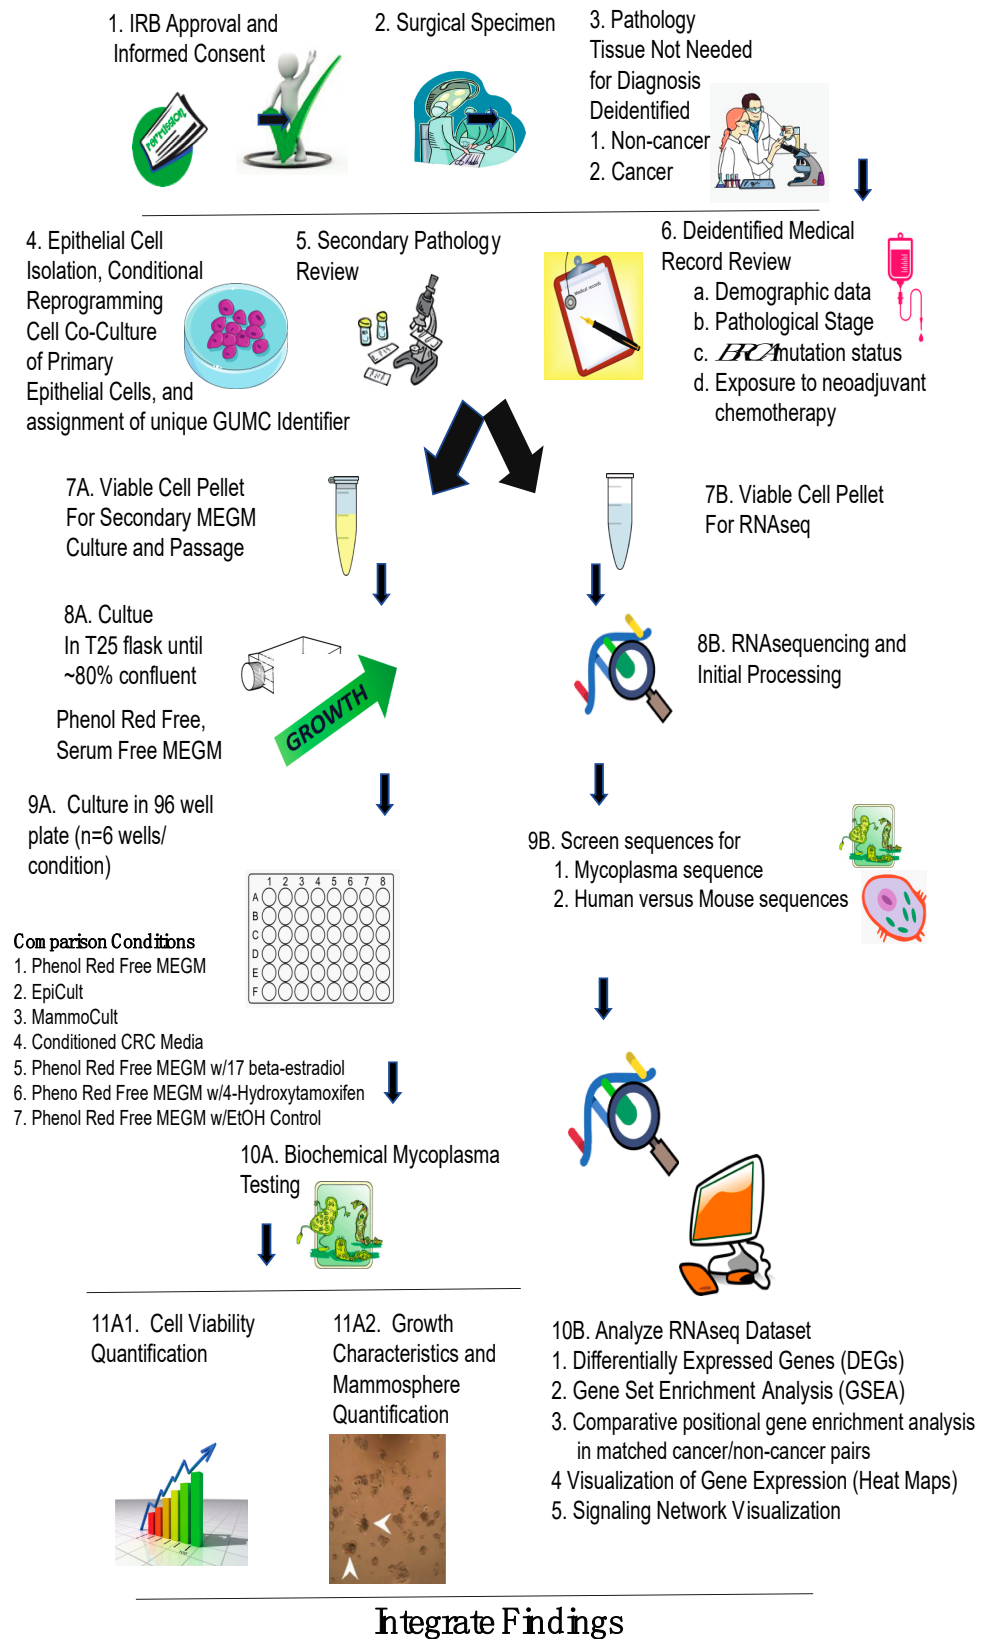 1. IRB Approval and
Informed Consent
Permission
2. Surgical Specimen
3. Pathology
Tissue Not Needed
for Diagnosis
Deidentified
1. Non-cancer
2. Cancer
4. Epithelial Cell
Isolation, Conditional
Reprogramming
Cell Co-Culture
of Primary
Epithelial Cells, and
assignment of unique GUMC Identifier
5. Secondary Pathology
Review
Medical records
6. Deidentified Medical
Record Review
a. Demographic data
b. Pathological Stage
c. BRCA mutation status
d. Exposure to neoadjuvant
chemotherapy
7A. Viable Cell Pellet
For Secondary MEGM
Culture and Passage
7B. Viable Cell Pellet
For RNAseq
8A. Cultue
In T25 flask until
~80% confluent
Phenol Red Free,
Serum Free MEGM
GROWTH
8B. RNAsequencing and
Initial Processing
9A. Culture in 96 well
plate (n=6 wells/
condition)
1 2 3 4 5 6 7 8
A
B
C
D
E
F
Comparison Conditions
1. Phenol Red Free MEGM
2. EpiCult
3. MammoCult
4. Conditioned CRC Media
5. Phenol Red Free MEGM w/17 beta-estradiol
6. Pheno Red Free MEGM w/4-Hydroxytamoxifen
7. Phenol Red Free MEGM w/EtOH Control
9B. Screen sequences for
1. Mycoplasma sequence
2. Human versus Mouse sequences
10A. Biochemical Mycoplasma
Testing
11A1. Cell Viability
Quantification
11A2. Growth
Characteristics and
Mammosphere
Quantification
10B. Analyze RNAseq Dataset
1. Differentially Expressed Genes (DEGs)
2. Gene Set Enrichment Analysis (GSEA)
3. Comparative positional gene enrichment analysis
in matched cancer/non-cancer pairs
4 Visualization of Gene Expression (Heat Maps)
5. Signaling Network Visualization
Integrate Findings